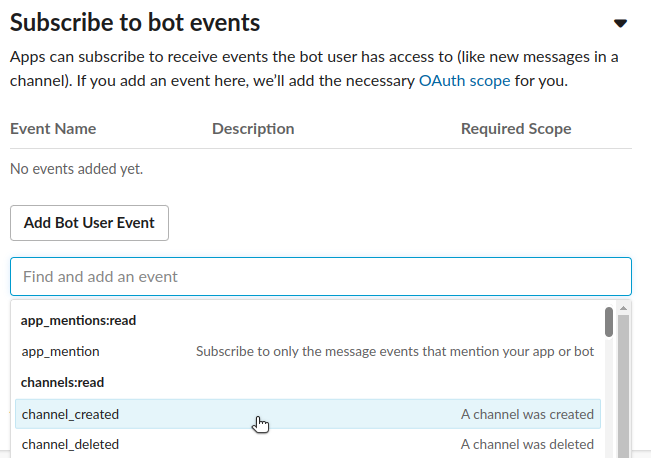 Subscribe to bot events
Apps can subscribe to receive events the bot user has access to (like new messages in a
channel). If you add an event here, we’ll add the necessary OAuth scope for you.
Event Name Description Required Scope
No events added yet.
Add Bot User Event
Find and add an event
app_mentions:read
app_mention Subscribe to only the message events that mention your app or bot
channels:read
channel_created A channel was created
channel_deleted A channel was deleted